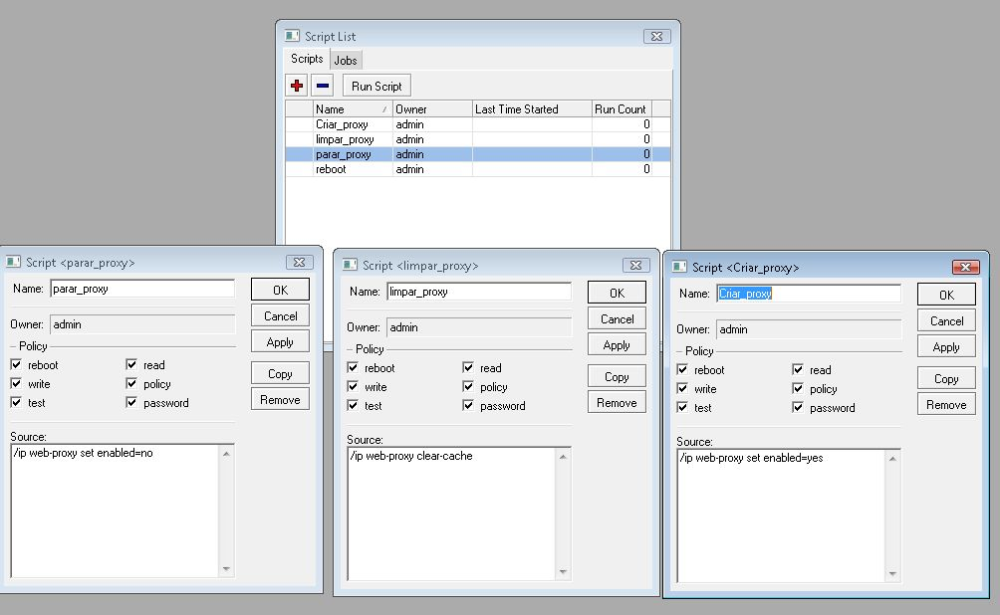 Script List
Scripts Jobs
Run Script
Name / Owner Last Time Started Run Count
Criar_proxy admin 0
limpar_proxy admin 0
parar_proxy admin 0
reboot admin 0
Script <parar_proxy>
Name: parar_proxy OK
Cancel
Owner: admin
Apply
Policy
reboot read
Copy
write policy
test password
Remove
Source:
/ip web-proxy set enabled=no
Script <limpar_proxy>
Name: limpar_proxy OK
Cancel
Owner: admin
Apply
Policy
reboot read
Copy
write policy
test password
Remove
Source:
/ip web-proxy clear-cache
Script <Criar_proxy>
Name: Criar_proxy OK
Cancel
Owner: admin
Apply
Policy
reboot read
Copy
write policy
test password
Remove
Source:
/ip web-proxy set enabled=yes